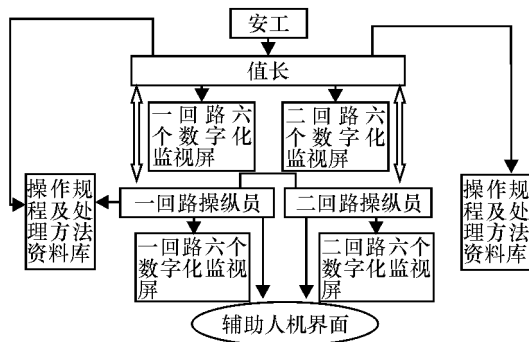 安工
值长
一回路六
个数字化
监视屏
二回路六
个数字化
监视屏
操作规
程及处
理方法
资料库
一回路操纵员
二回路操纵员
操作规
程及处
理方法
资料库
一回路六个
数字化监视
屏
二回路六个
数字化监视
屏
辅助人机界面